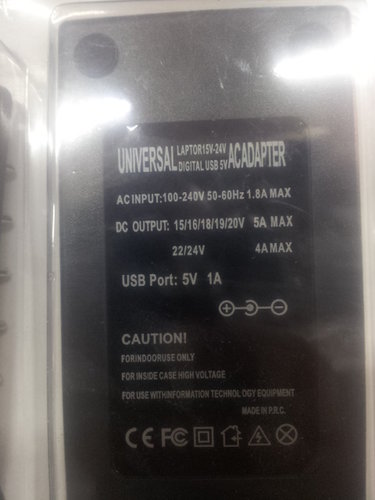 UNIVERSAL LAPTOR15V-24V ACADAPTER
DIGITAL USB 5V
AC INPUT:100-240V 50-60Hz 1.8A MAX
DC OUTPUT: 15/16/18/19/20V 5A MAX
22/24V 4A MAX
USB Port: 5V 1A
CAUTION!
FORINDOORUSE ONLY
FOR INSIDE CASE HIGH VOLTAGE
FOR USE WITHINFORMATION TECHNOLOGY EQUIPMENT
MADE IN P.R.C.
CE FC